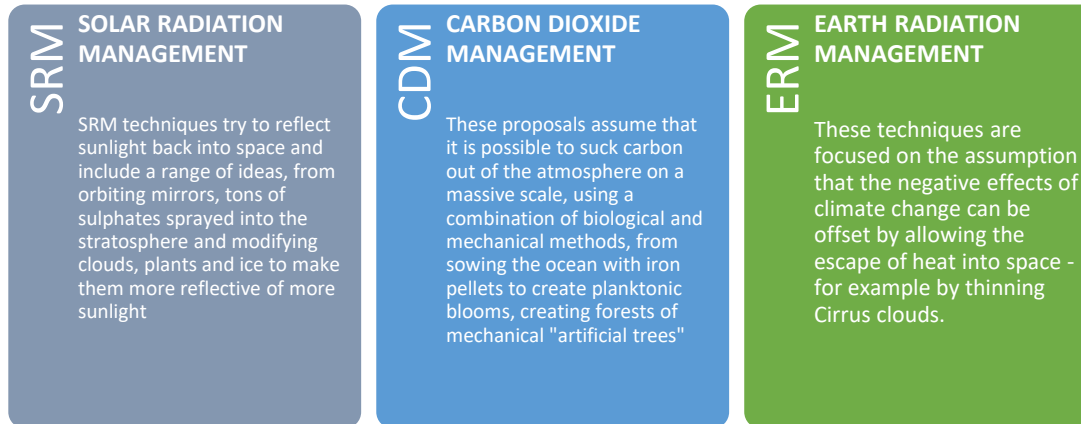 SRM
SOLAR RADIATION
MANAGEMENT
SRM techniques try to reflect
sunlight back into space and
include a range of ideas, from
orbiting mirrors, tons of
sulphates sprayed into the
stratosphere and modifying
clouds, plants and ice to make
them more reflective of more
sunlight
CDM
CARBON DIOXIDE
MANAGEMENT
These proposals assume that
it is possible to suck carbon
out of the atmosphere on a
massive scale, using a
combination of biological and
mechanical methods, from
sowing the ocean with iron
pellets to create planktonic
blooms, creating forests of
mechanical "artificial trees"
ERM
EARTH RADIATION
MANAGEMENT
These techniques are
focused on the assumption
that the negative effects of
climate change can be
offset by allowing the
escape of heat into space -
for example by thinning
Cirrus clouds.